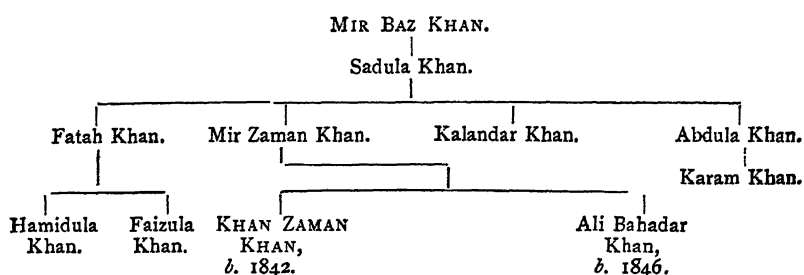 MIR BAZ KHAN.
Sadula Khan.
Fatah Khan. Mir Zaman Khan. Kalandar Khan. Abdula Khan.
Karam Khan.
Hamidula Faizula KHAN ZAMAN Ali Bahadar
Khan. Khan. KHAN, Khan,
b. 1842. b. 1846.